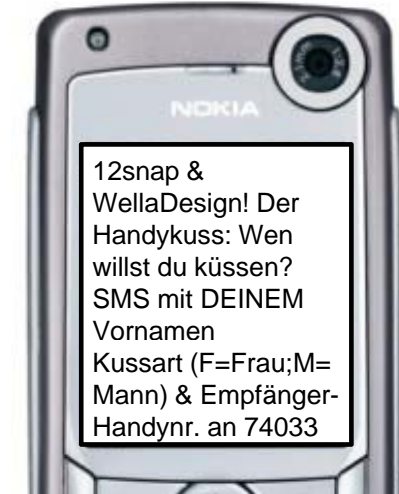 NOKIA
12snap &
WellaDesign! Der
Handykuss: Wen
willst du küssen?
SMS mit DEINEM
Vornamen
Kussart (F=Frau;M=
Mann) & Empfänger-
Handynr. an 74033